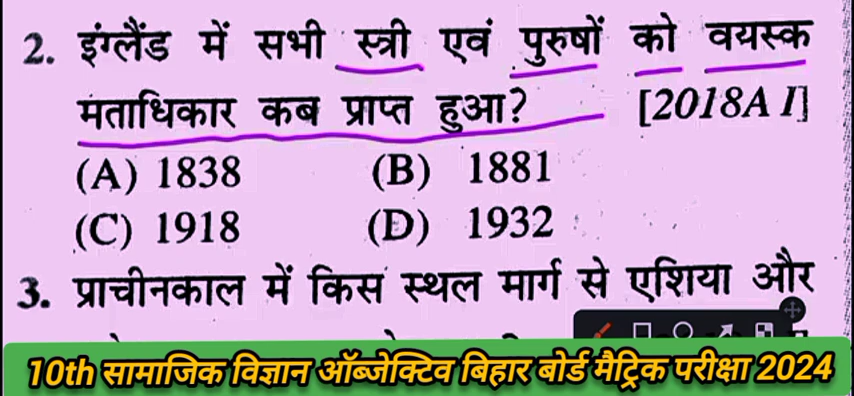 2. इंग्लैंड में सभी स्त्री एवं पुरुषों को वयस्क
मताधिकार कब प्राप्त हुआ? [2018A I]
(A) 1838 (B) 1881
(C) 1918 (D) 1932
3. प्राचीनकाल में किस स्थल मार्ग से एशिया और
10th सामाजिक विज्ञान ऑब्जेक्टिव बिहार बोर्ड मैट्रिक परीक्षा 2024